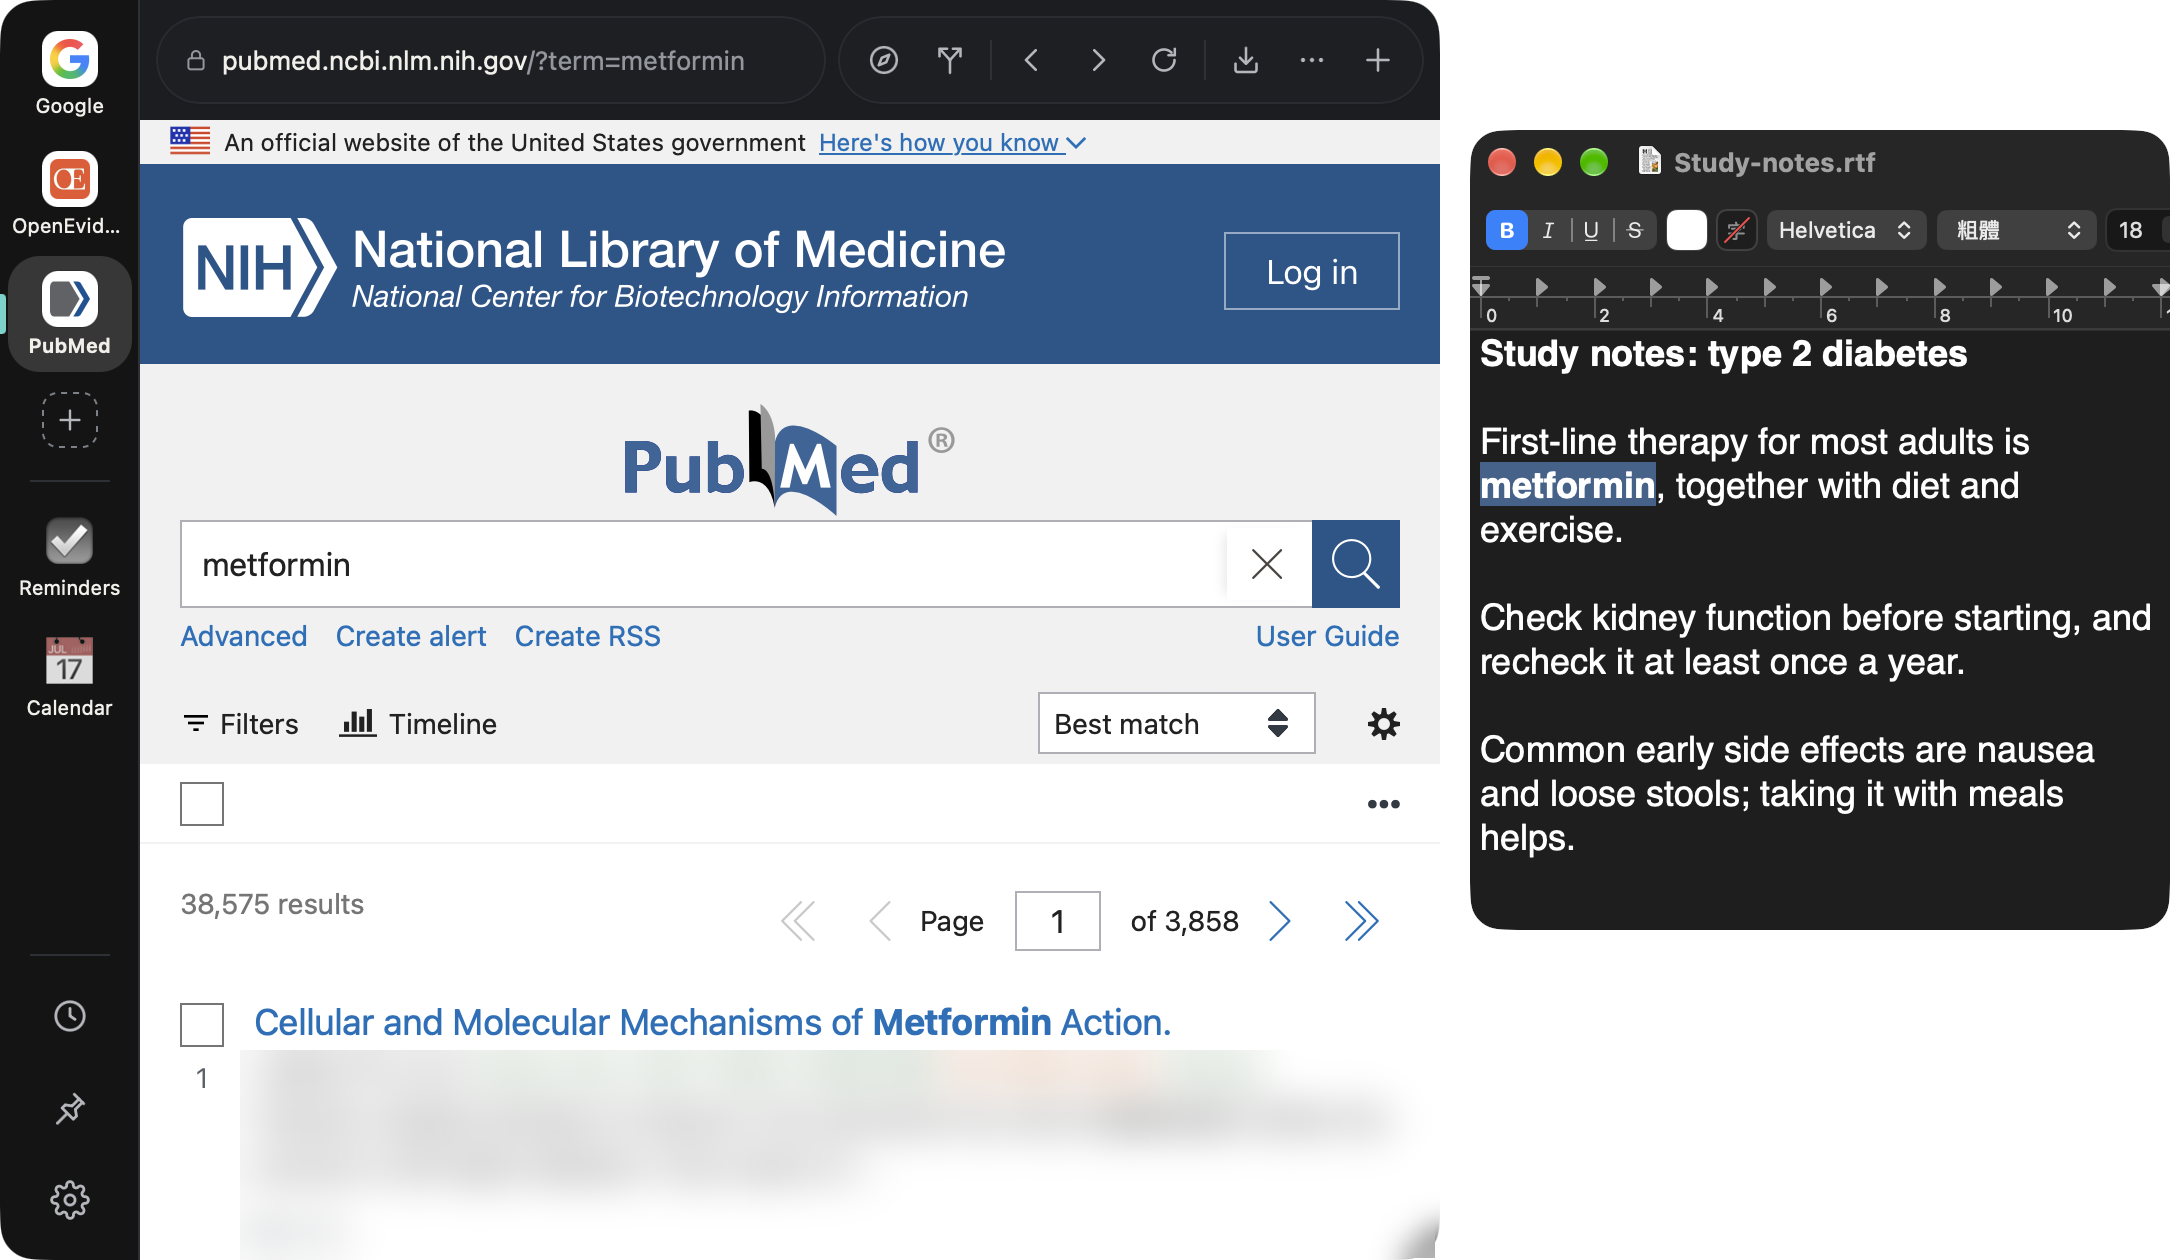 Google
OpenEvid...
PubMed
Reminders
JUL
17
Calendar
pubmed.ncbi.nlm.nih.gov/?term=metformin
An official website of the United States government Here's how you know
NIH
National Library of Medicine
National Center for Biotechnology Information
Log in
PubMed®
metformin
Advanced Create alert Create RSS User Guide
Filters Timeline Best match
38,575 results
Page 1 of 3,858
Cellular and Molecular Mechanisms of Metformin Action.
1
Study-notes.rtf
B I U S Helvetica 粗體 18
0 2 4 6 8 10
Study notes: type 2 diabetes
First-line therapy for most adults is
metformin, together with diet and
exercise.
Check kidney function before starting, and
recheck it at least once a year.
Common early side effects are nausea
and loose stools; taking it with meals
helps.